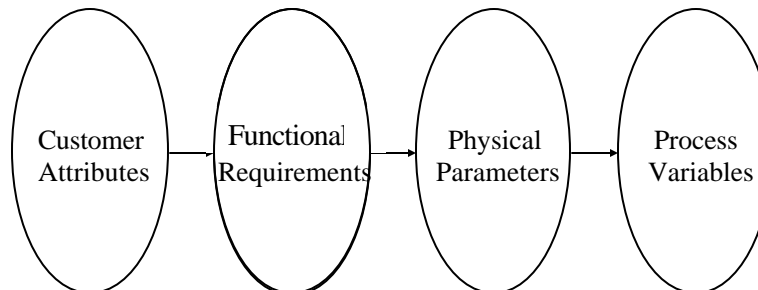 Customer
Attributes
Functional
Requirements
Physical
Parameters
Process
Variables